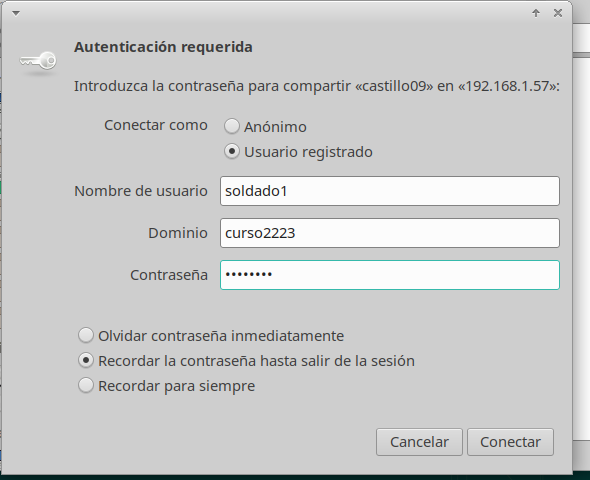 Autenticación requerida
Introduzca la contraseña para compartir «castillo09» en «192.168.1.57»:
Conectar como
Anónimo
Usuario registrado
Nombre de usuario soldado1
Dominio curso2223
Contraseña ••••••••
Olvidar contraseña inmediatamente
Recordar la contraseña hasta salir de la sesión
Recordar para siempre
Cancelar Conectar